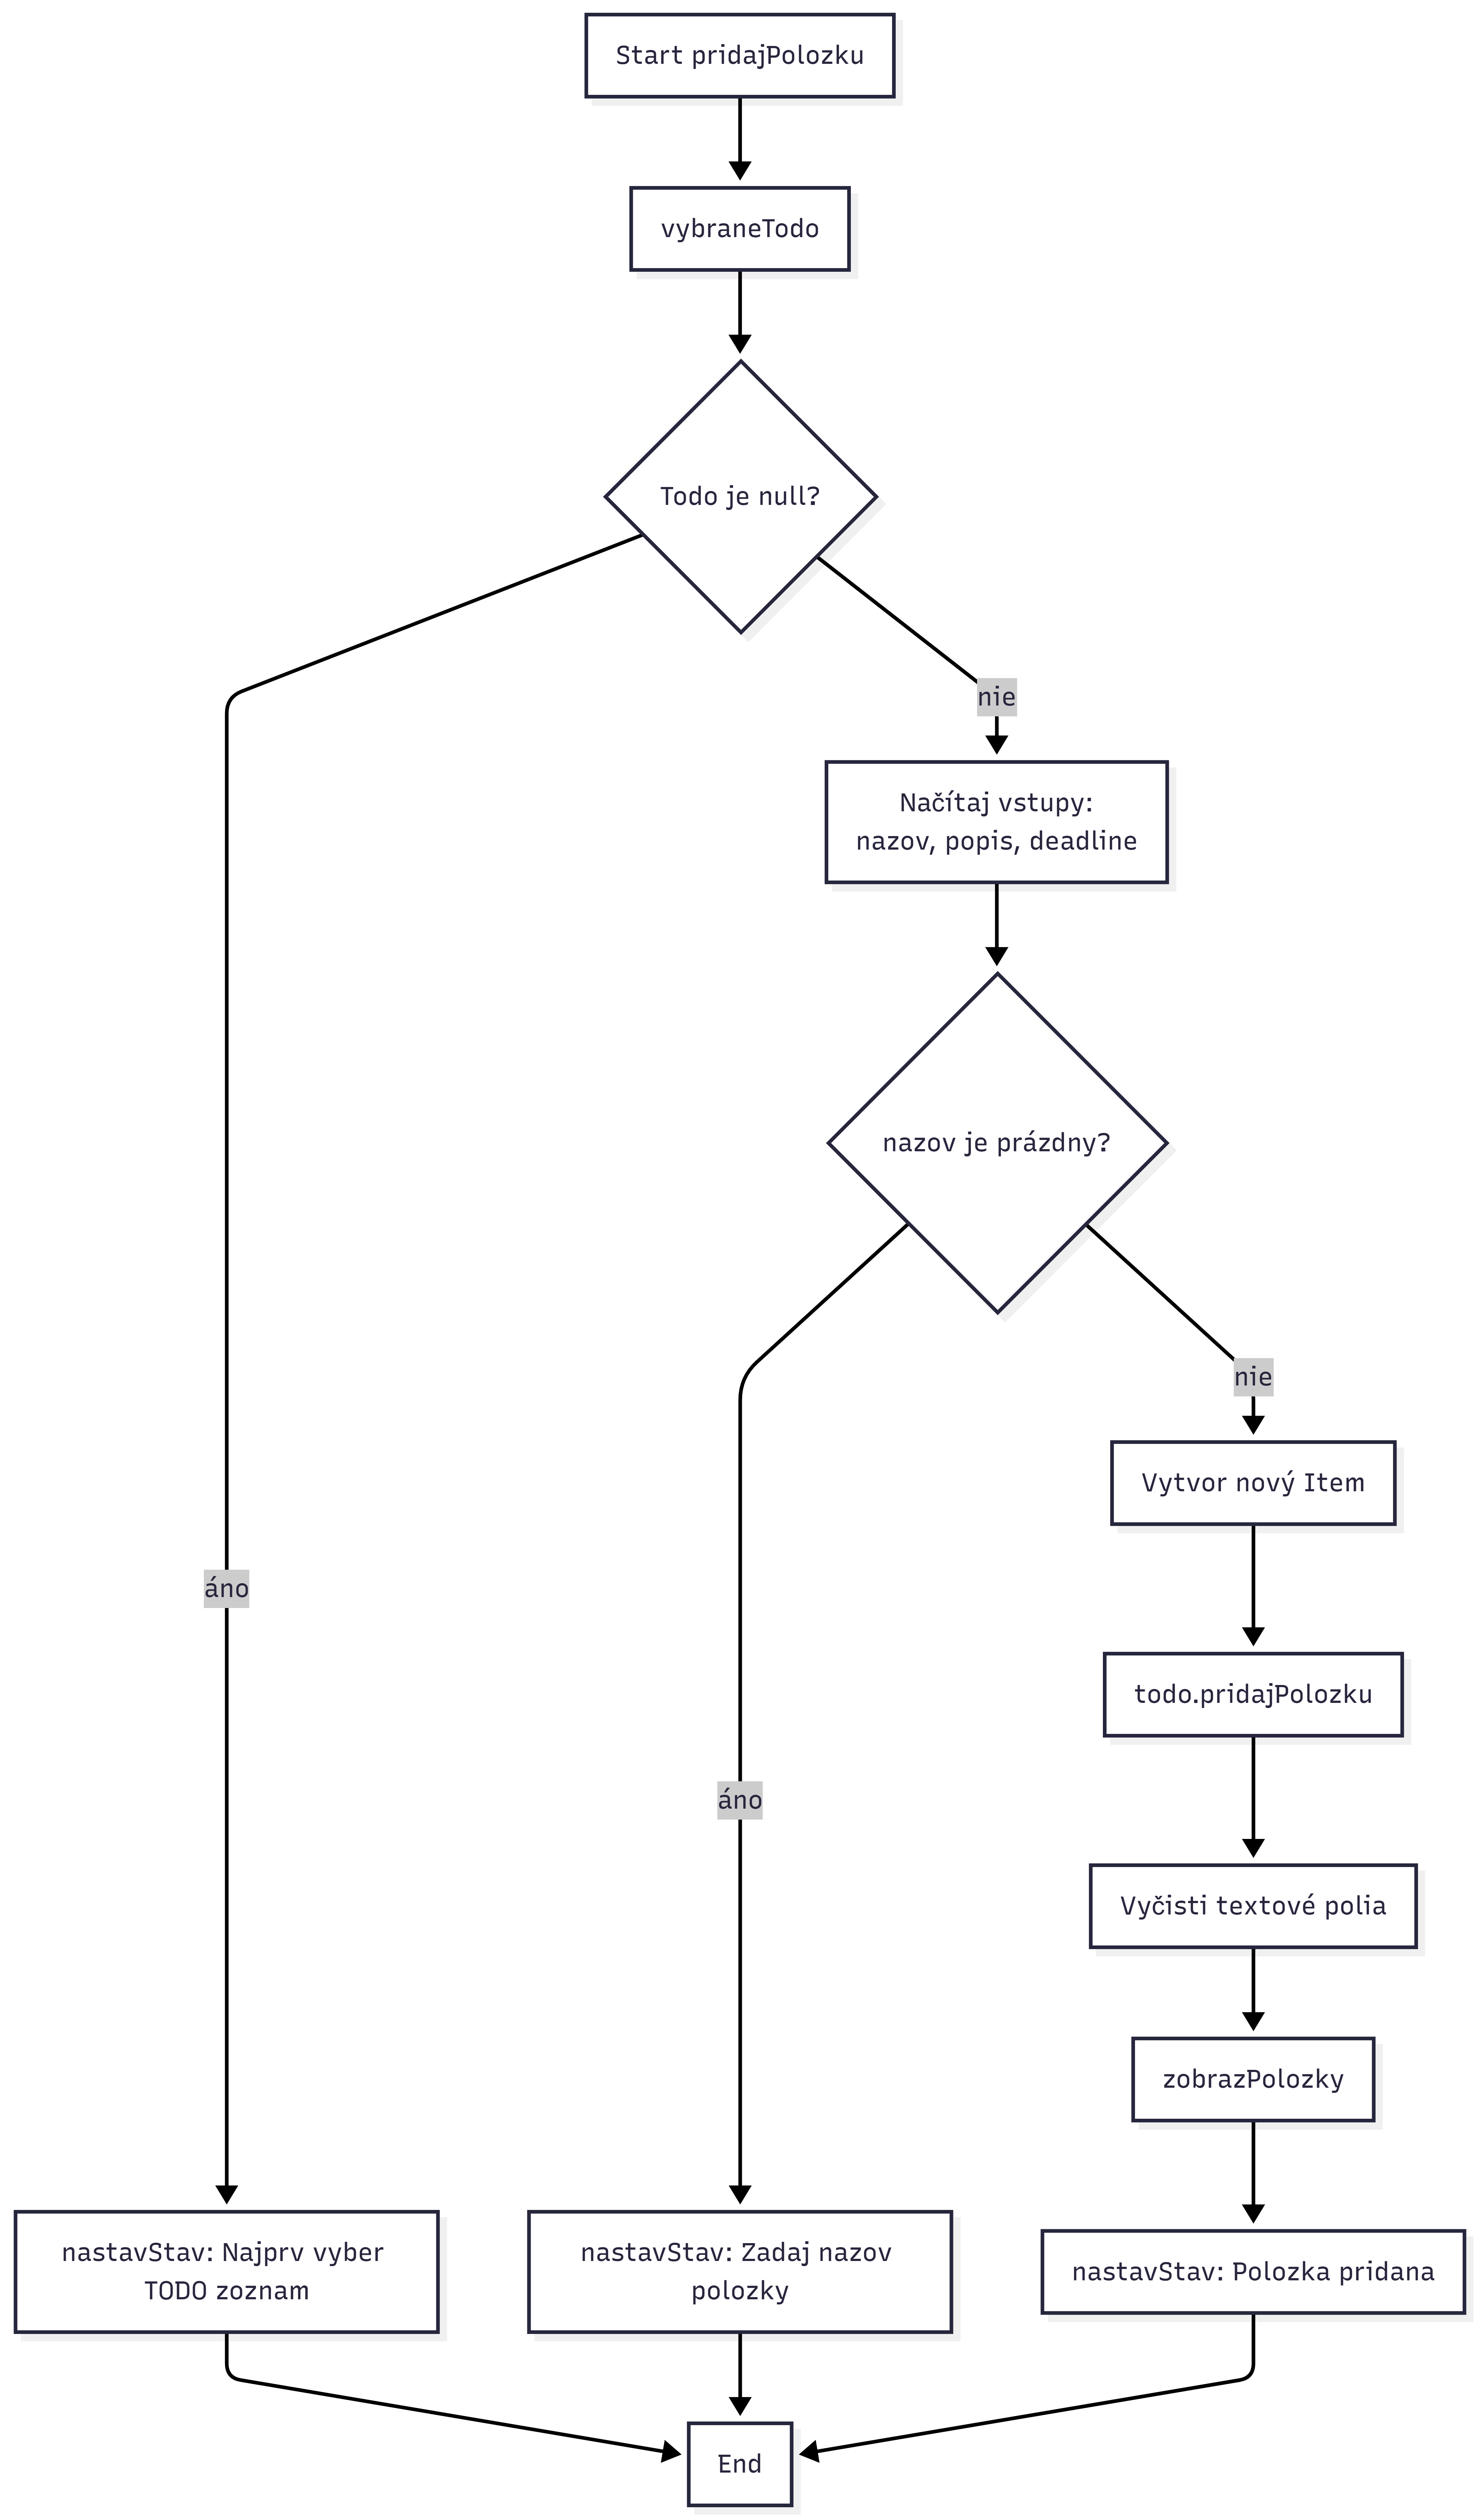 Start pridajPolozku
vybraneTodo
Todo je null?
nie
Načítaj vstupy:
nazov, popis, deadline
nazov je prázdny?
nie
Vytvor nový Item
áno
todo.pridajPolozku
áno
Vyčisti textové polia
zobrazPolozky
nastavStav: Najprv vyber
TODO zoznam
nastavStav: Zadaj nazov
polozky
nastavStav: Polozka pridana
End